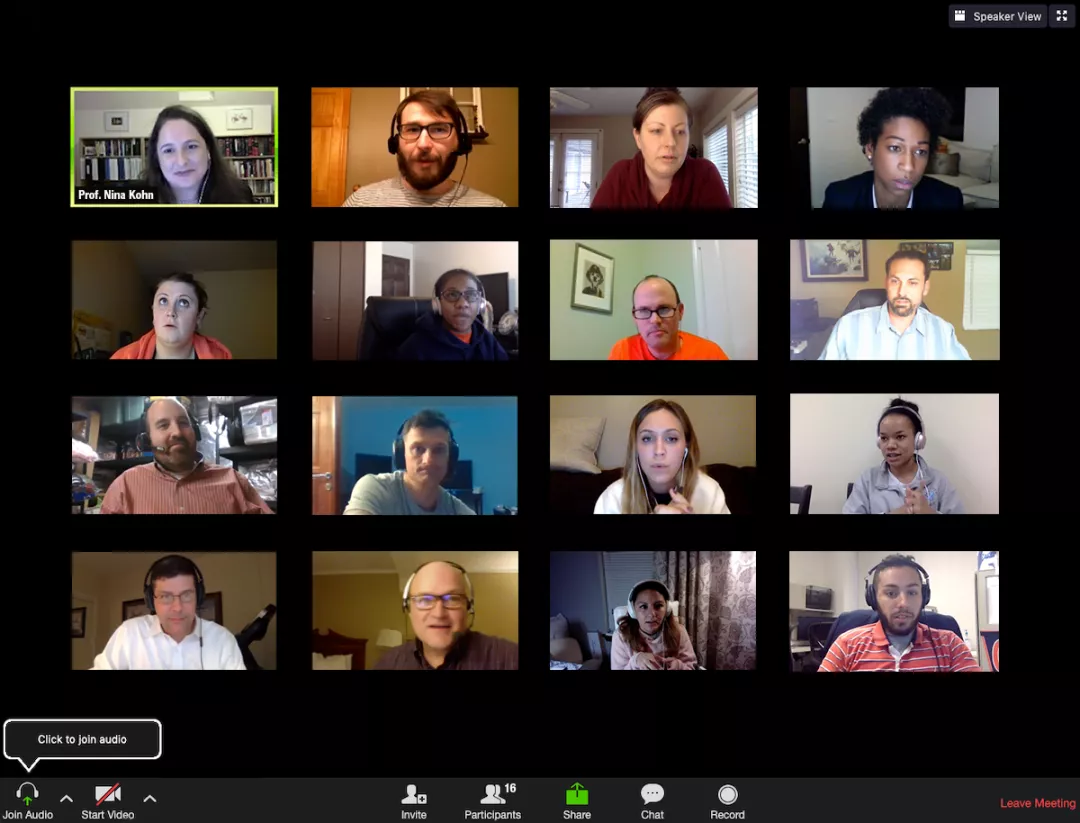 Speaker View
Prof. Nina Kohn
Click to join audio
16
Join Audio
Start Video
Invite
Participants
Share
Chat
Record
Leave Meeting